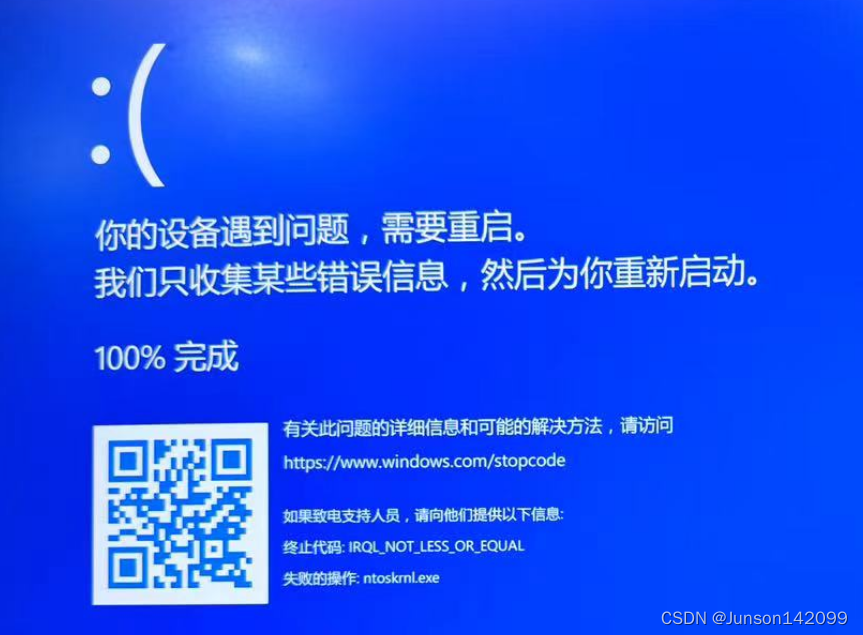 :(
你的设备遇到问题，需要重启。
我们只收集某些错误信息，然后为你重新启动。
100% 完成
有关此问题的详细信息和可能的解决方法，请访问
https://www.windows.com/stopcode
如果致电支持人员，请向他们提供以下信息:
终止代码: IRQL_NOT_LESS_OR_EQUAL
失败的操作: ntoskrnl.exe
CSDN @Junson142099